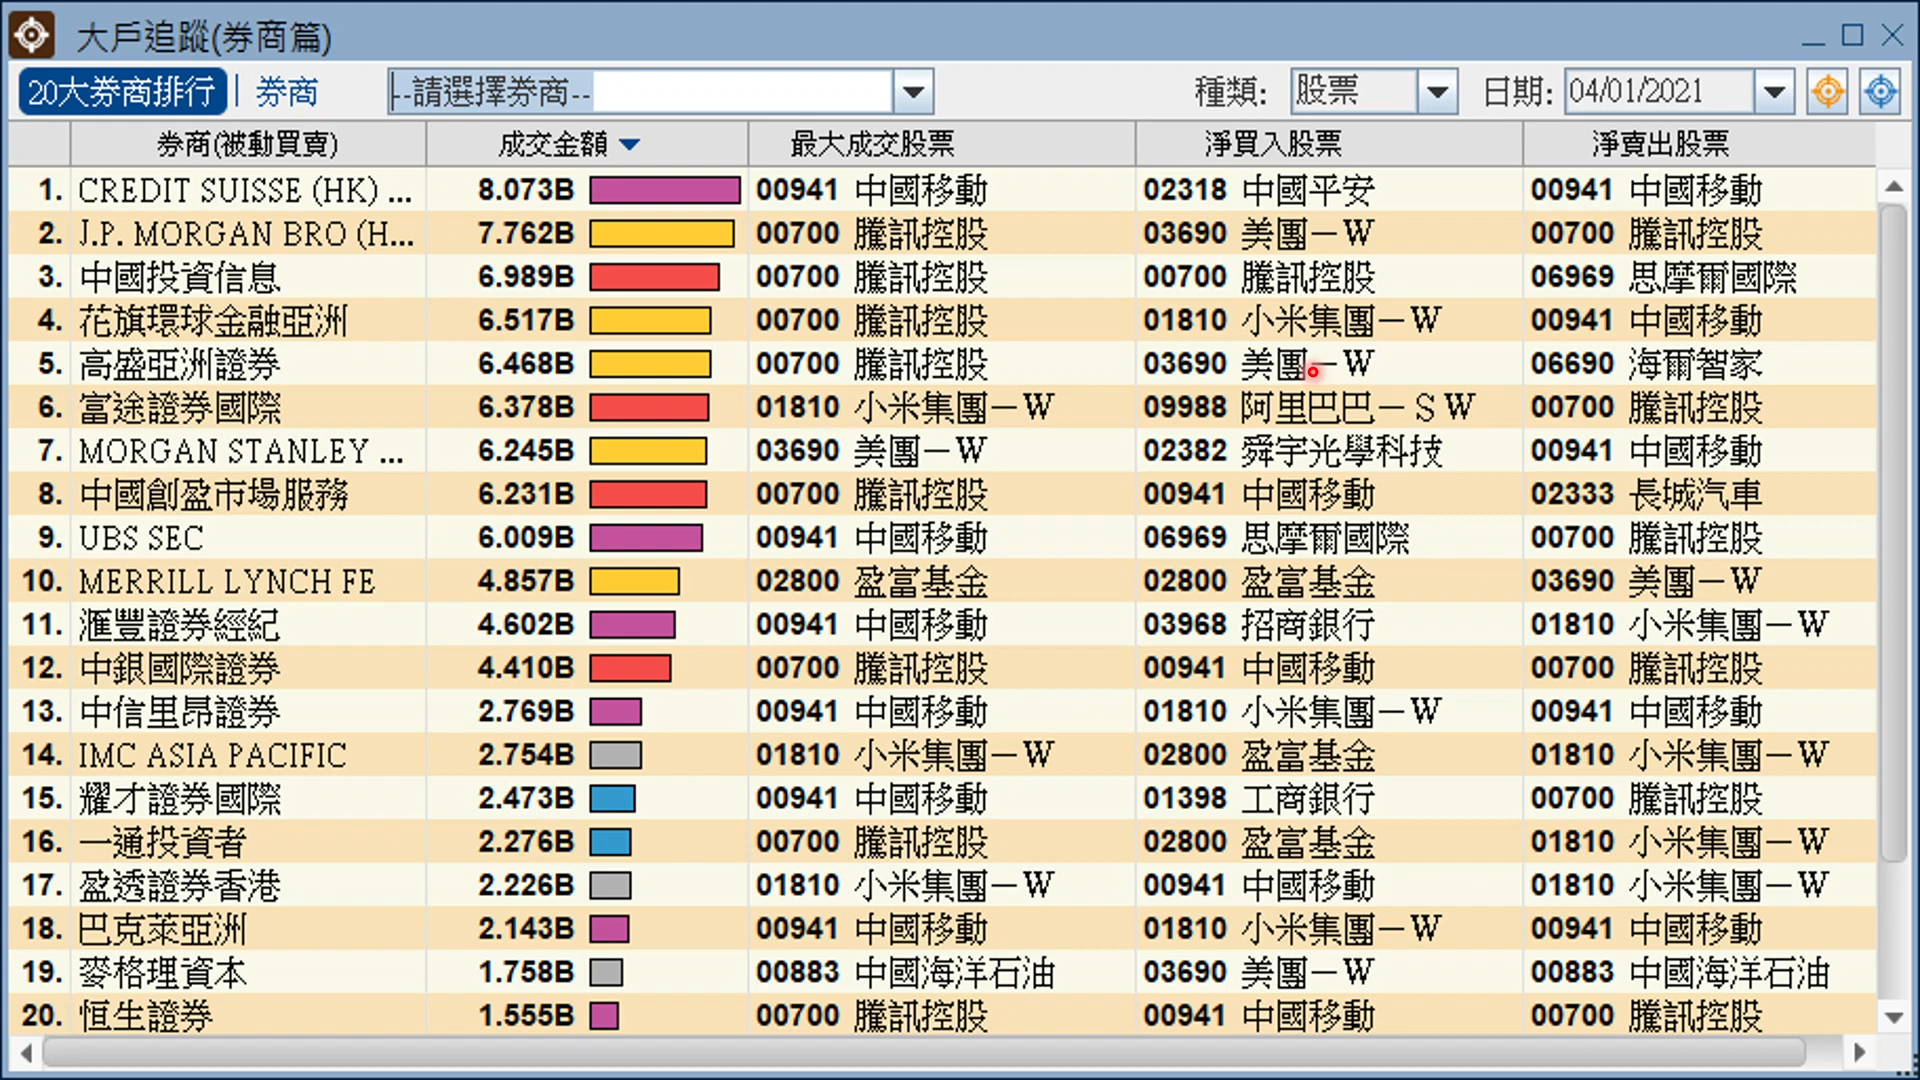 大戶追蹤(券商篇)
20大券商排行 | 券商 --請選擇券商-- 種類: 股票 日期: 04/01/2021
券商(被動買賣) 成交金額 最大成交股票 淨買入股票 淨賣出股票
1. CREDIT SUISSE (HK) ... 8.073B 00941 中國移動 02318 中國平安 00941 中國移動
2. J.P. MORGAN BRO (H... 7.762B 00700 騰訊控股 03690 美團－W 00700 騰訊控股
3. 中國投資信息 6.989B 00700 騰訊控股 00700 騰訊控股 06969 思摩爾國際
4. 花旗環球金融亞洲 6.517B 00700 騰訊控股 01810 小米集團－W 00941 中國移動
5. 高盛亞洲證券 6.468B 00700 騰訊控股 03690 美團－W 06690 海爾智家
6. 富途證券國際 6.378B 01810 小米集團－W 09988 阿里巴巴－ＳＷ 00700 騰訊控股
7. MORGAN STANLEY ... 6.245B 03690 美團－W 02382 舜宇光學科技 00941 中國移動
8. 中國創盈市場服務 6.231B 00700 騰訊控股 00941 中國移動 02333 長城汽車
9. UBS SEC 6.009B 00941 中國移動 06969 思摩爾國際 00700 騰訊控股
10. MERRILL LYNCH FE 4.857B 02800 盈富基金 02800 盈富基金 03690 美團－W
11. 滙豐證券經紀 4.602B 00941 中國移動 03968 招商銀行 01810 小米集團－W
12. 中銀國際證券 4.410B 00700 騰訊控股 00941 中國移動 00700 騰訊控股
13. 中信里昂證券 2.769B 00941 中國移動 01810 小米集團－W 00941 中國移動
14. IMC ASIA PACIFIC 2.754B 01810 小米集團－W 02800 盈富基金 01810 小米集團－W
15. 耀才證券國際 2.473B 00941 中國移動 01398 工商銀行 00700 騰訊控股
16. 一通投資者 2.276B 00700 騰訊控股 02800 盈富基金 01810 小米集團－W
17. 盈透證券香港 2.226B 01810 小米集團－W 00941 中國移動 01810 小米集團－W
18. 巴克萊亞洲 2.143B 00941 中國移動 01810 小米集團－W 00941 中國移動
19. 麥格理資本 1.758B 00883 中國海洋石油 03690 美團－W 00883 中國海洋石油
20. 恒生證券 1.555B 00700 騰訊控股 00941 中國移動 00700 騰訊控股